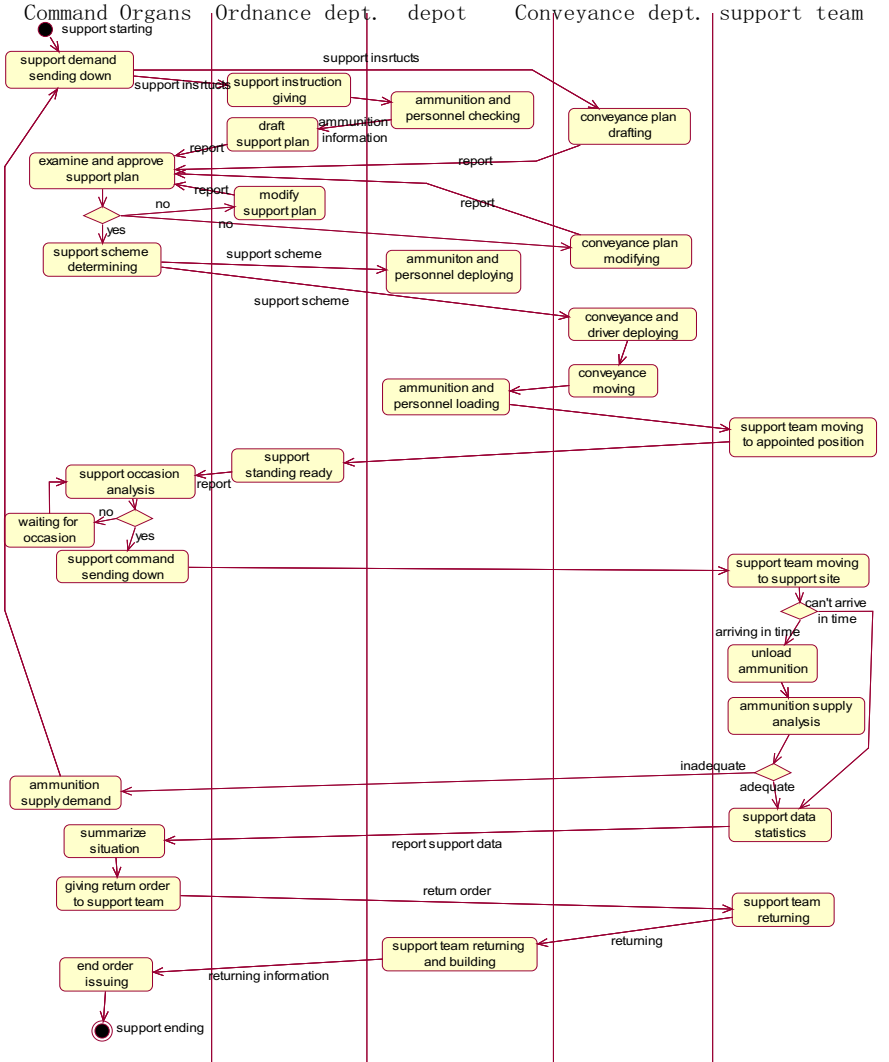 Command Organs Ordnance dept. depot Conveyance dept. support team
support starting
support demand
sending down
support insrtucts
support insrtucts
support instruction
giving
ammunition and
personnel checking
conveyance plan
drafting
ammunition
information
draft
support plan
report
report
examine and approve
support plan
report
modify
support plan
report
no
no
yes
conveyance plan
modifying
support scheme
determining
support scheme
ammuniton and
personnel deploying
support scheme
conveyance and
driver deploying
conveyance
moving
ammunition and
personnel loading
support team moving
to appointed position
support
standing ready
report
support occasion
analysis
no
waiting for
occasion
yes
support command
sending down
support team moving
to support site
can't arrive
in time
arriving in time
unload
ammunition
ammunition supply
analysis
inadequate
adequate
ammunition
supply demand
support data
statistics
report support data
summarize
situation
giving return order
to support team
return order
support team
returning
returning
support team returning
and building
returning information
end order
issuing
support ending